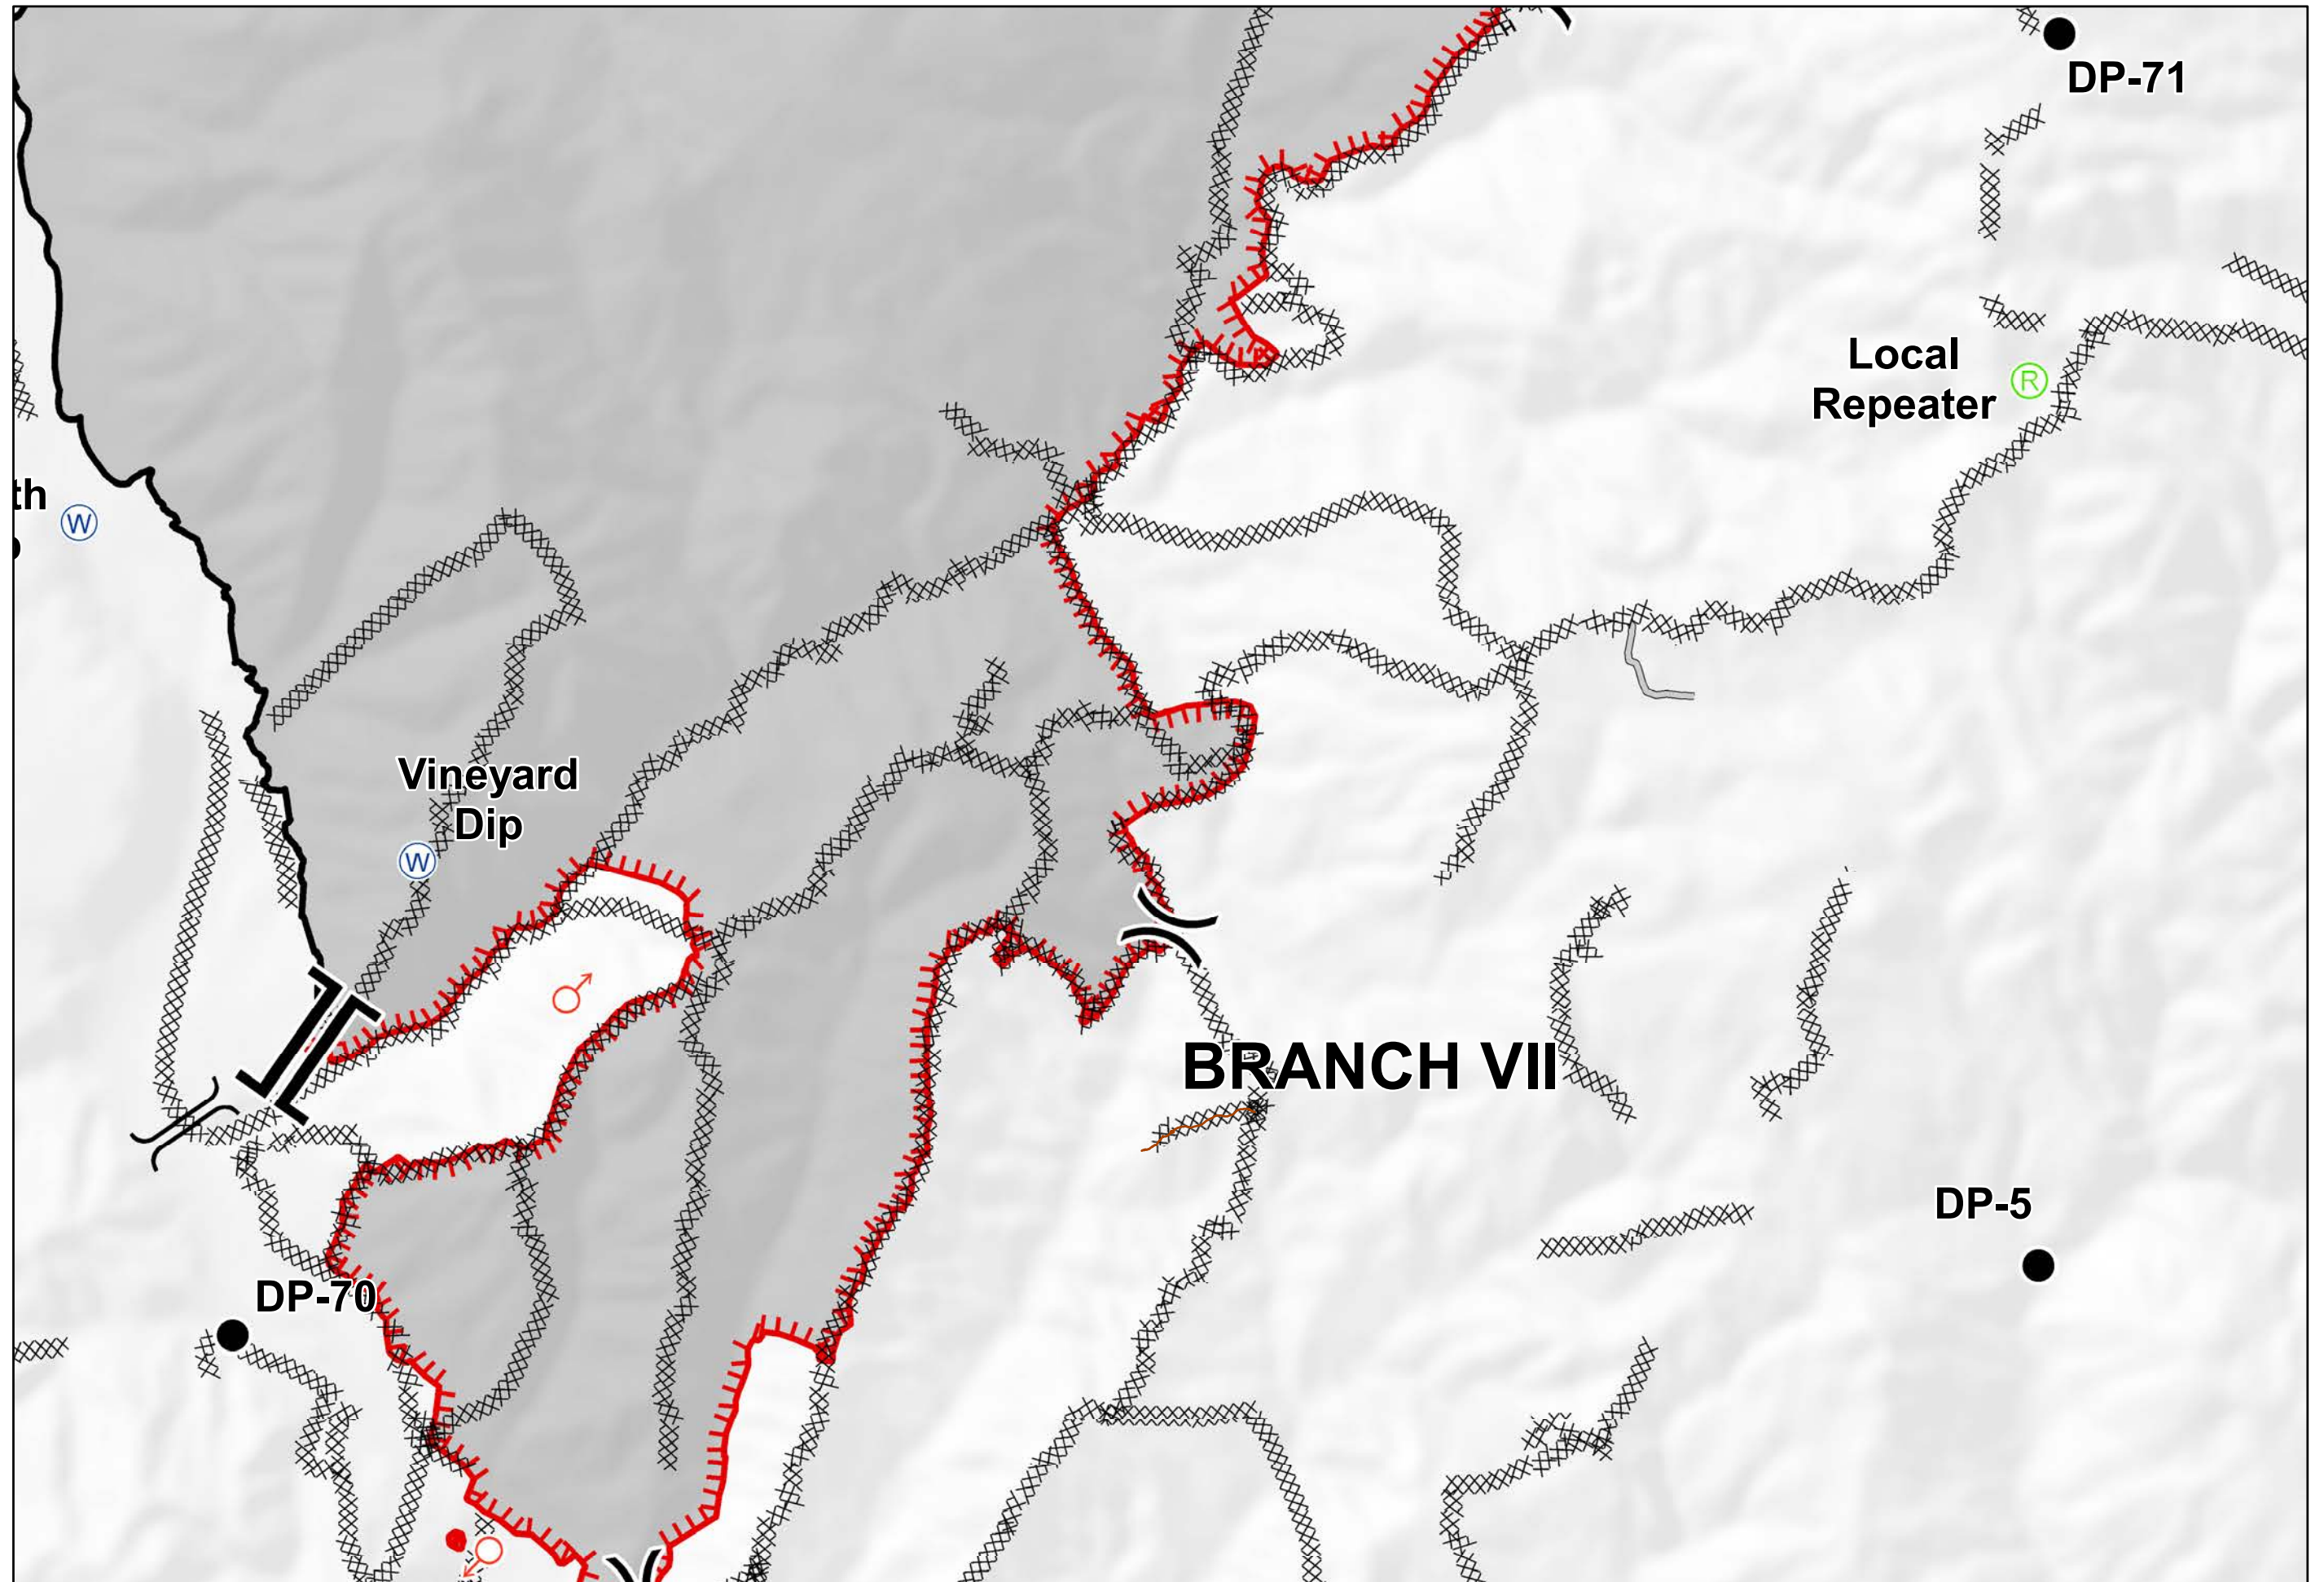 DP-71
Local
Repeater
R
th
W
Vineyard
Dip
W
BRANCH VII
DP-5
DP-70